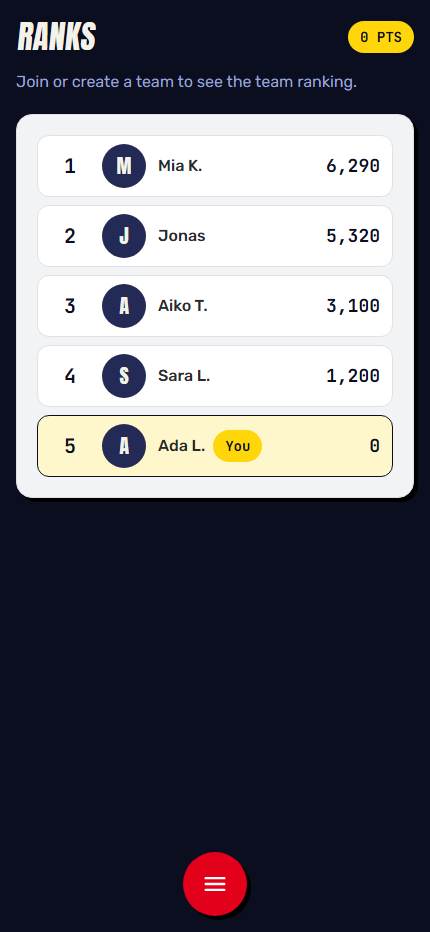 RANKS
0 PTS
Join or create a team to see the team ranking.
1 M Mia K. 6,290
2 J Jonas 5,320
3 A Aiko T. 3,100
4 S Sara L. 1,200
5 A Ada L. You 0